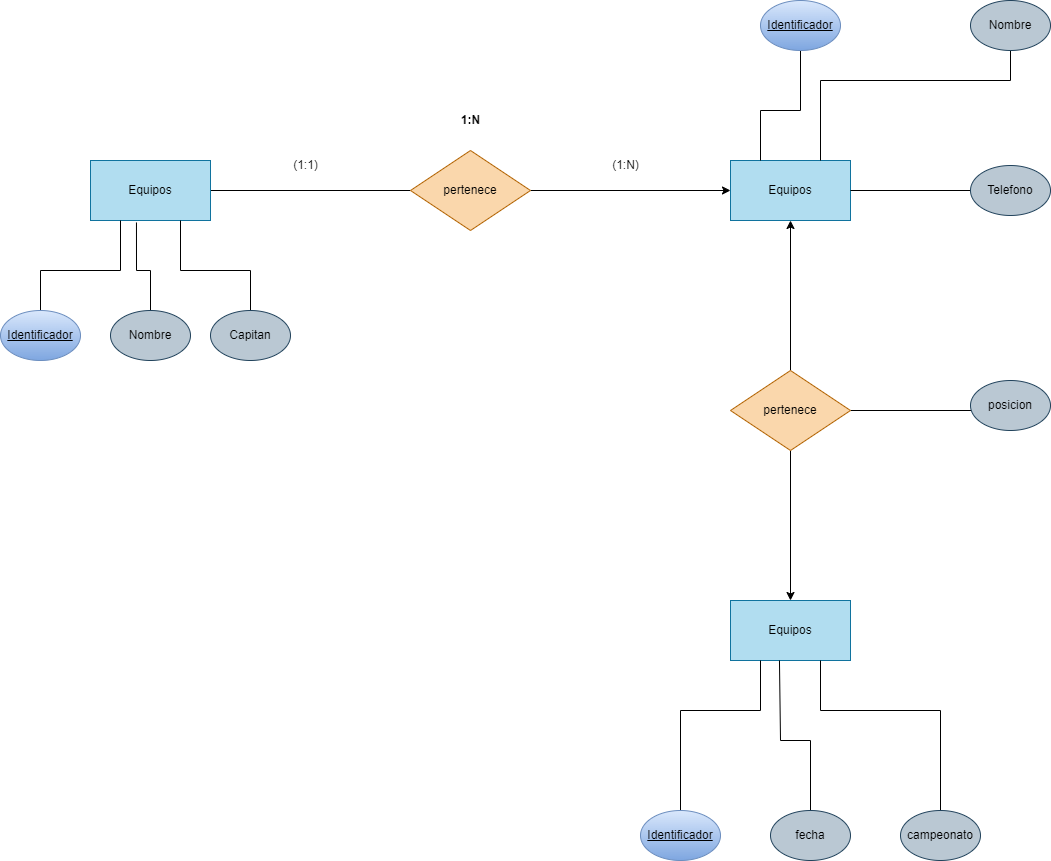 Identificador
Nombre
1:N
(1:1)
(1:N)
Equipos
pertenece
Equipos
Telefono
Identificador
Nombre
Capitan
pertenece
posicion
Equipos
Identificador
fecha
campeonato